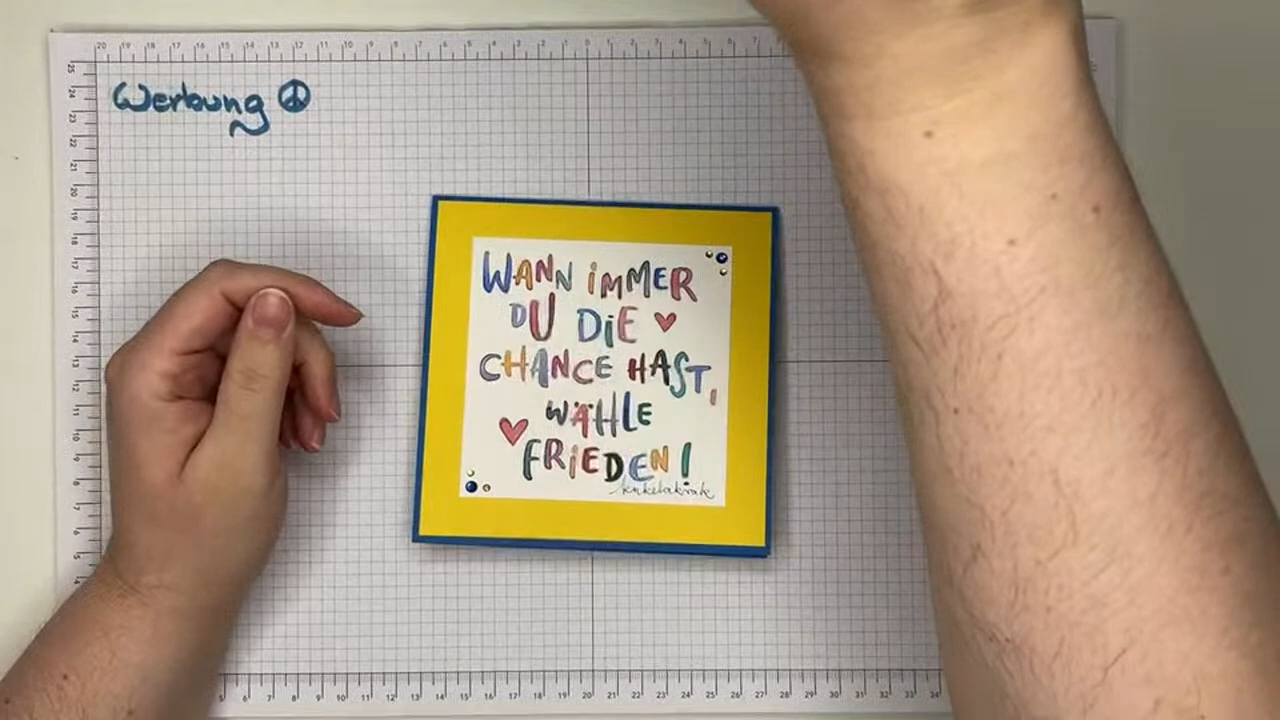 Werbung
WANN iMMER
DU DiE
CHANCE HAST,
WÄHLE
FRiEDEN!